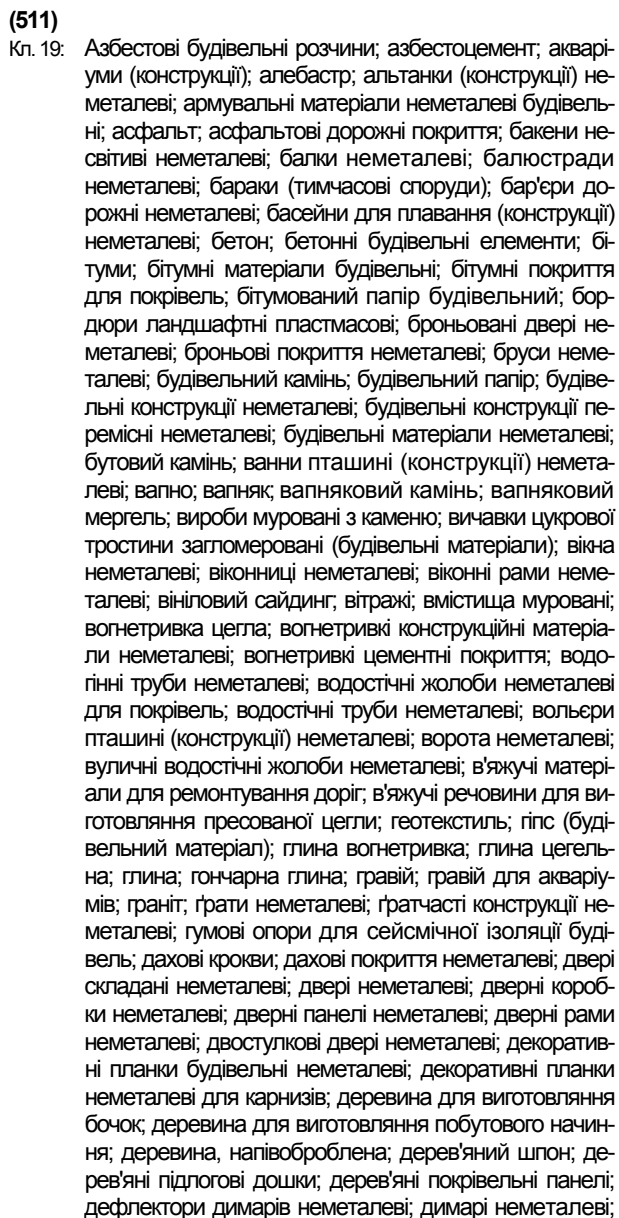 (511)
Кл. 19: Азбестові будівельні розчини; азбестоцемент; акварі-
уми (конструкції); алебастр; альтанки (конструкції) не-
металеві; армувальні матеріали неметалеві будівель-
ні; асфальт; асфальтові дорожні покриття; бакени не-
світиві неметалеві; балки неметалеві; балюстради
неметалеві; бараки (тимчасові споруди); бар'єри до-
рожні неметалеві; басейни для плавання (конструкції)
неметалеві; бетон; бетонні будівельні елементи; бі-
туми; бітумні матеріали будівельні; бітумні покриття
для покрівель; бітумований папір будівельний; бор-
дюри ландшафтні пластмасові; броньовані двері не-
металеві; броньові покриття неметалеві; бруси неме-
талеві; будівельний камінь; будівельний папір; будіве-
льні конструкції неметалеві; будівельні конструкції пе-
ремісні неметалеві; будівельні матеріали неметалеві;
бутовий камінь; ванни пташині (конструкції) немета-
леві; вапно; вапняк; вапняковий камінь; вапняковий
мергель; вироби муровані з каменю; вичавки цукрової
тростини загломеровані (будівельні матеріали); вікна
неметалеві; віконниці неметалеві; віконні рами неме-
талеві; вініловий сайдинг; вітражі; вмістища муровані;
вогнетривка цегла; вогнетривкі конструкційні матеріа-
ли неметалеві; вогнетривкі цементні покриття; водо-
гінні труби неметалеві; водостічні жолоби неметалеві
для покрівель; водостічні труби неметалеві; вольєри
пташині (конструкції) неметалеві; ворота неметалеві;
вуличні водостічні жолоби неметалеві; в'яжучі матері-
али для ремонтування доріг; в'яжучі речовини для ви-
готовляння пресованої цегли; геотекстиль; гіпс (буді-
вельний матеріал); глина вогнетривка; глина цегель-
на; глина; гончарна глина; гравій; гравій для акваріу-
мів; граніт; ґрати неметалеві; ґратчасті конструкції не-
металеві; гумові опори для сейсмічної ізоляції буді-
вель; дахові крокви; дахові покриття неметалеві; двері
складані неметалеві; двері неметалеві; дверні короб-
ки неметалеві; дверні панелі неметалеві; дверні рами
неметалеві; двостулкові двері неметалеві; декоратив-
ні планки будівельні неметалеві; декоративні планки
неметалеві для карнизів; деревина для виготовляння
бочок; деревина для виготовляння побутового начин-
ня; деревина, напівоброблена; дерев'яний шпон; де-
рев'яні підлогові дошки; дерев'яні покрівельні панелі;
дефлектори димарів неметалеві; димарі неметалеві;